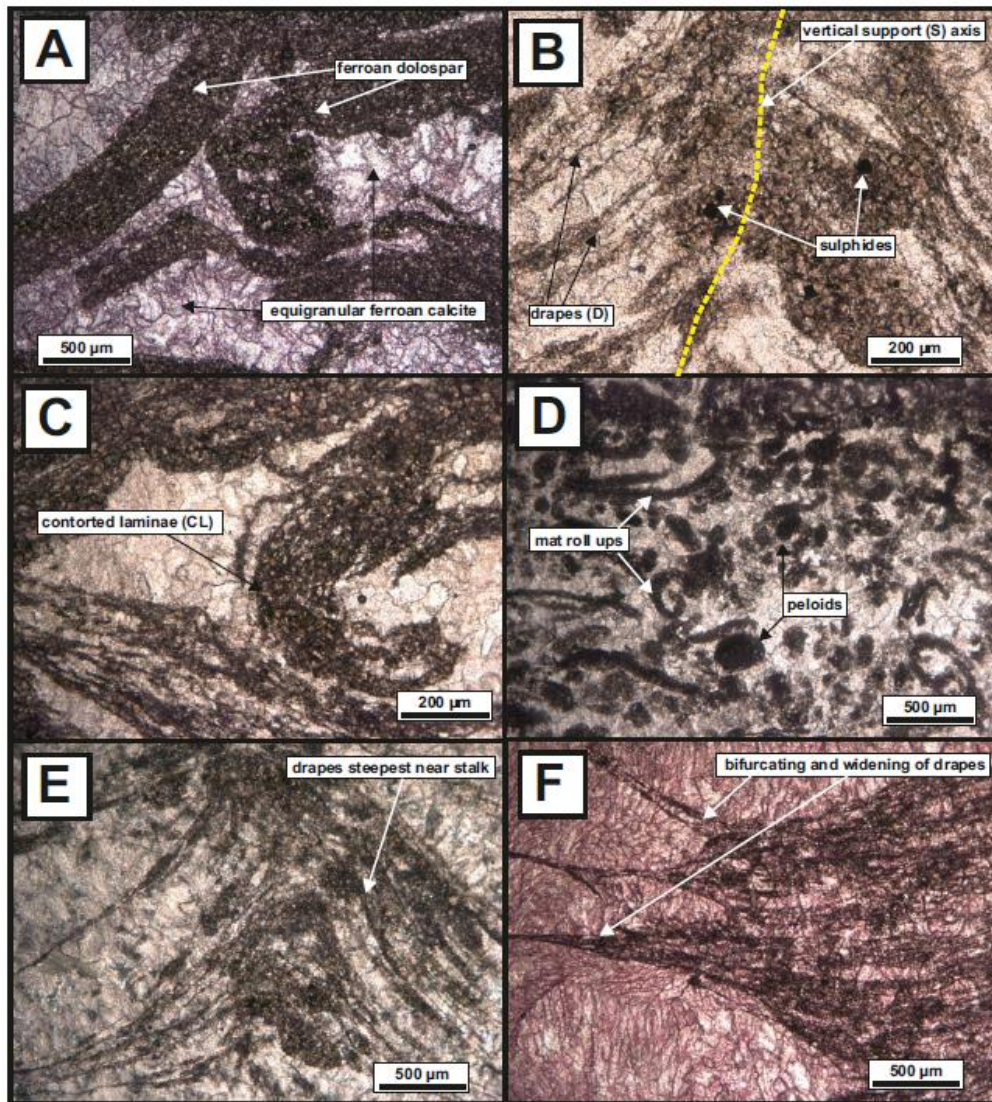 A
ferroan dolospar
equigranular ferroan calcite
500 µm
B
vertical support (S) axis
sulphides
drapes (D)
200 µm
C
contorted laminae (CL)
200 µm
D
mat roll ups
peloids
500 µm
E
drapes steepest near stalk
500 µm
F
bifurcating and widening of drapes
500 µm